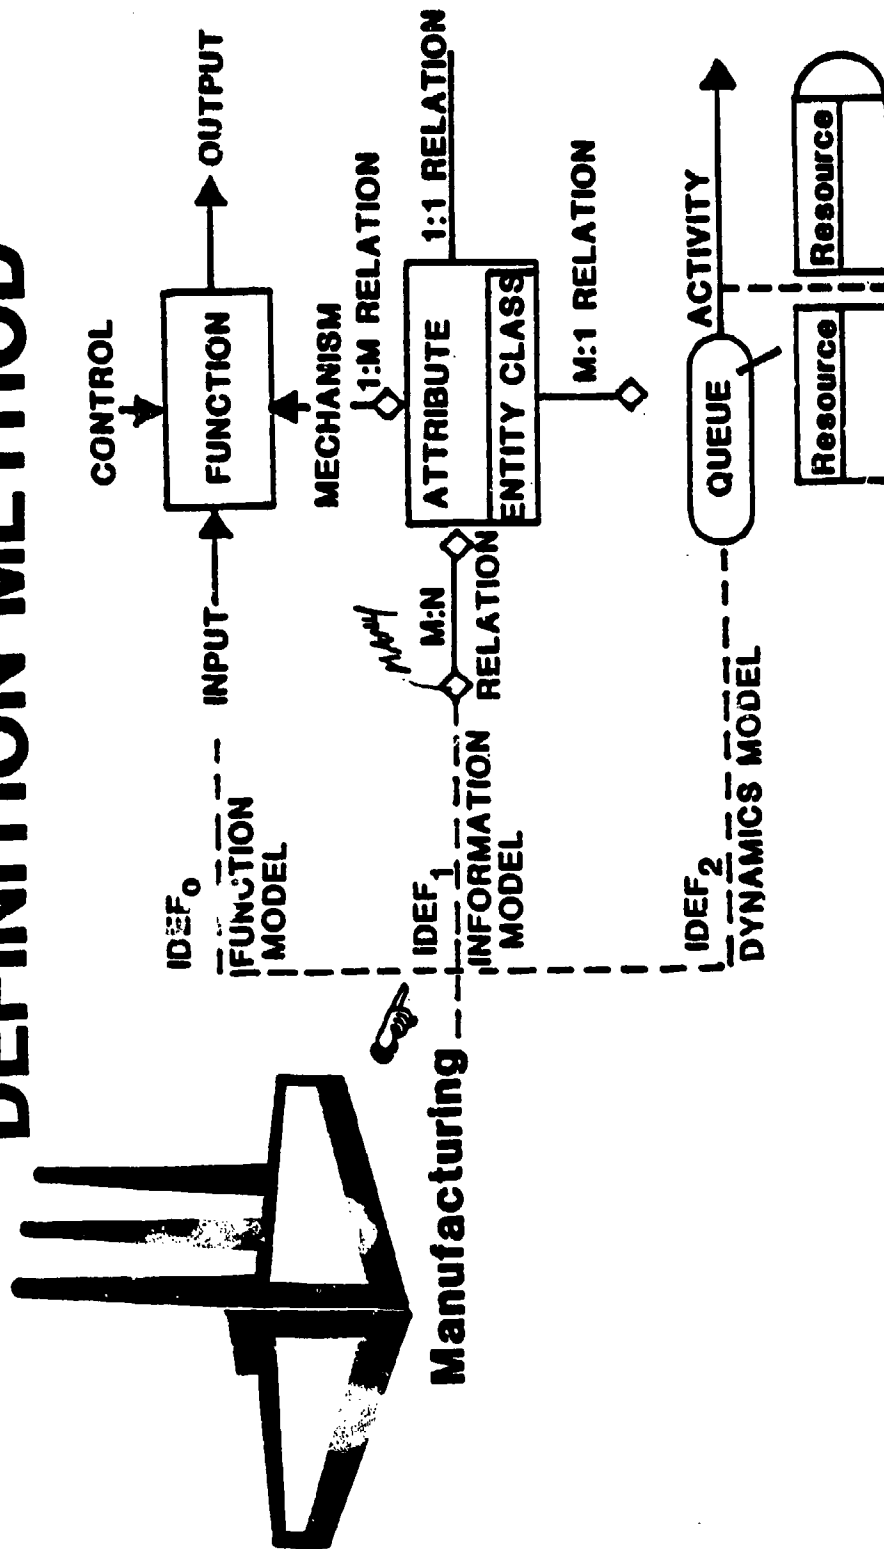 DEFINITION METHOD
CONTROL
INPUT
FUNCTION
OUTPUT
MECHANISM
IDEF0
FUNCTION
MODEL
1:M RELATION
M:N
RELATION
ATTRIBUTE
ENTITY CLASS
1:1 RELATION
M:1 RELATION
IDEF1
INFORMATION
MODEL
Manufacturing
IDEF2
DYNAMICS MODEL
QUEUE
ACTIVITY
Resource
Resource